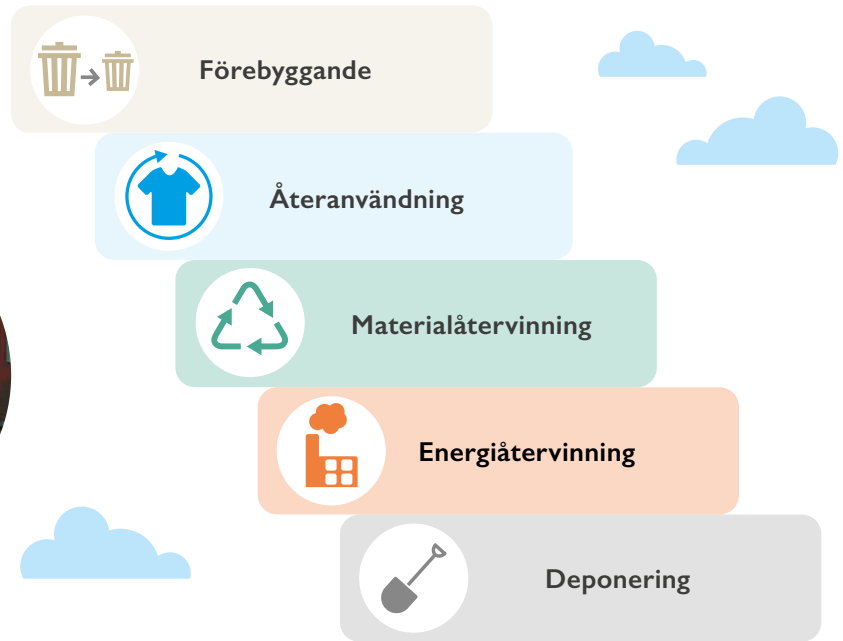 Förebyggande
Återanvändning
Materialåtervinning
Energiåtervinning
Deponering